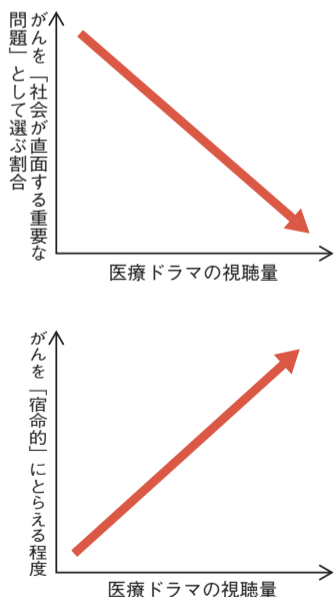 がんを「社会が直面する重要な
問題」として選ぶ割合
医療ドラマの視聴量
がんを「宿命的」にとらえる程度
医療ドラマの視聴量